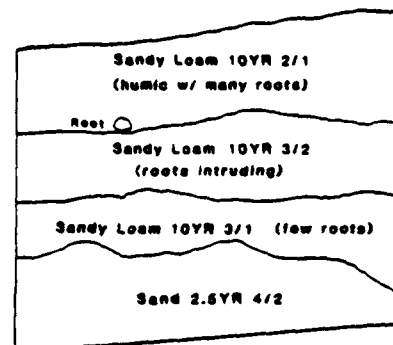 Sandy Loam 10YR 2/1
(humic w/ many roots)
Root
Sandy Loam 10YR 3/2
(roots intruding)
Sandy Loam 10YR 3/1 (few roots)
Sand 2.5YR 4/2